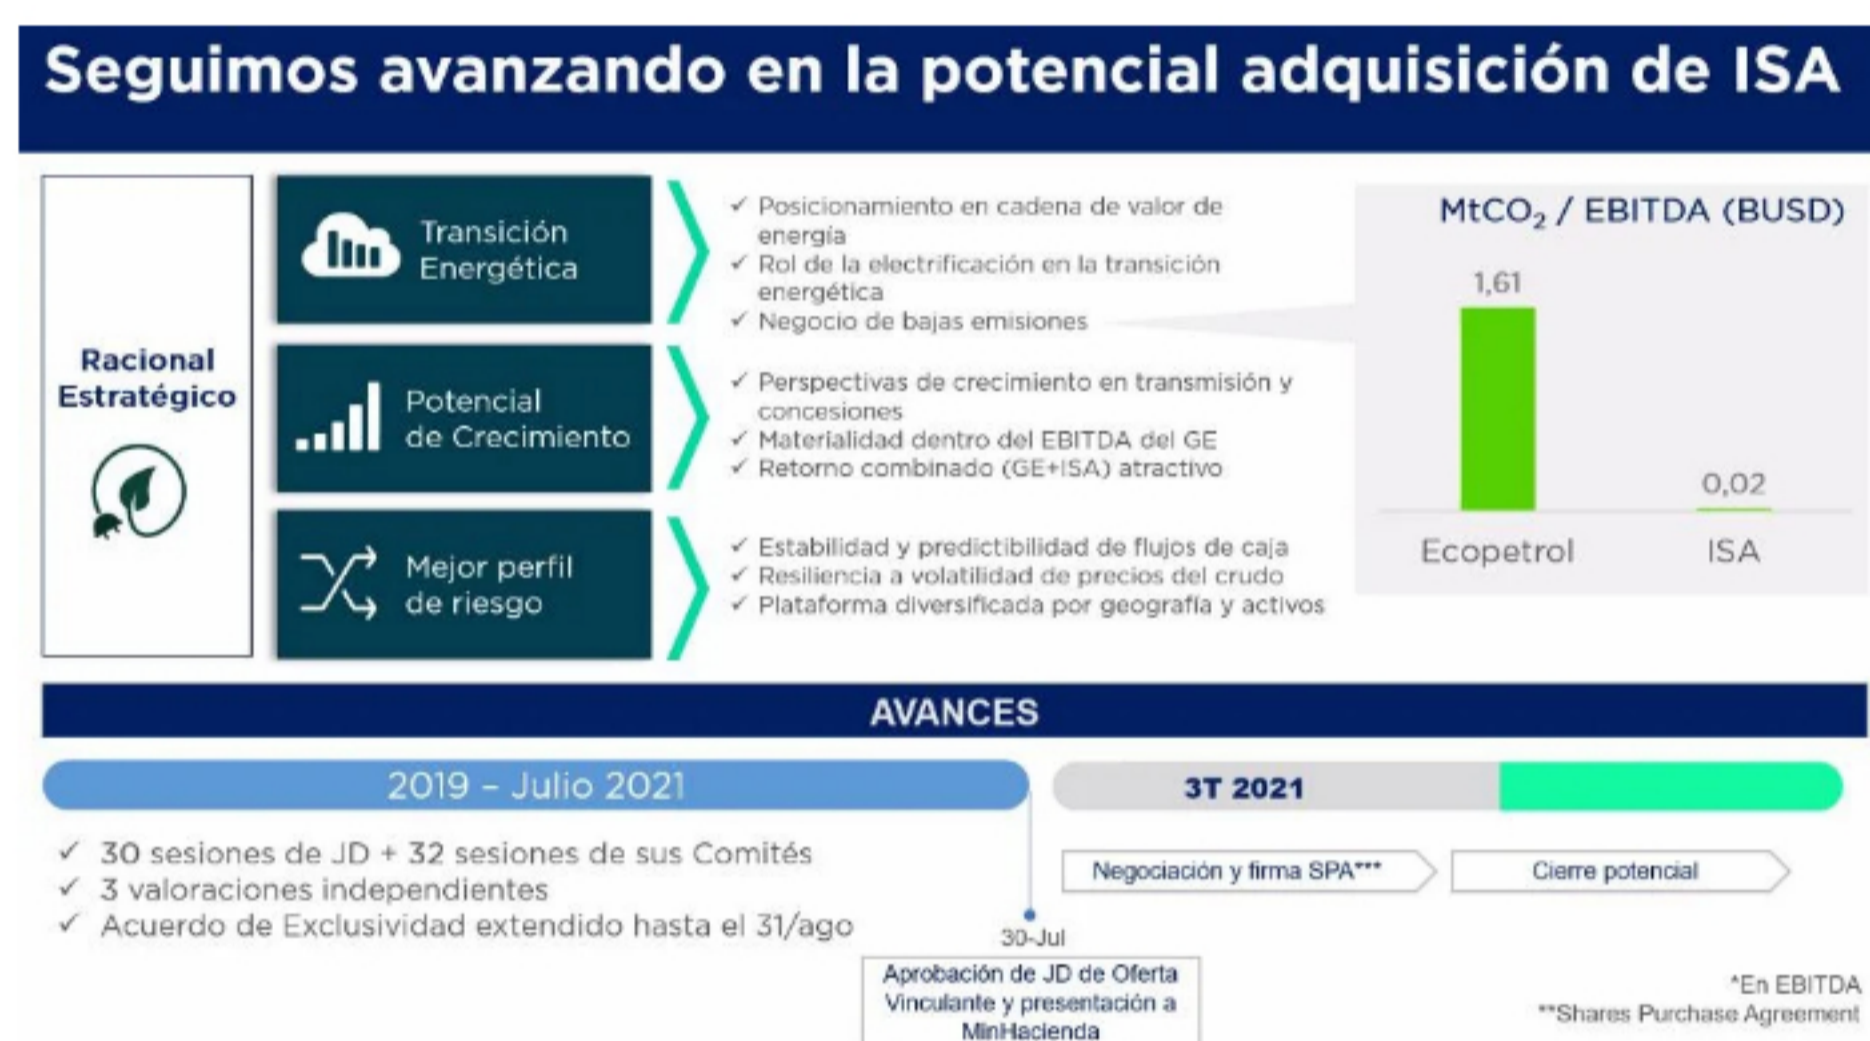 Seguimos avanzando en la potencial adquisición de ISA
Racional
Estratégico
Transición
Energética
✓ Posicionamiento en cadena de valor de
energía
✓ Rol de la electrificación en la transición
energética
✓ Negocio de bajas emisiones
Potencial
de Crecimiento
✓ Perspectivas de crecimiento en transmisión y
concesiones
✓ Materialidad dentro del EBITDA del GE
✓ Retorno combinado (GE+ISA) atractivo
Mejor perfil
de riesgo
✓ Estabilidad y predictibilidad de flujos de caja
✓ Resiliencia a volatilidad de precios del crudo
✓ Plataforma diversificada por geografía y activos
MtCO₂ / EBITDA (BUSD)
1,61
0,02
Ecopetrol
ISA
AVANCES
2019 – Julio 2021
3T 2021
✓ 30 sesiones de JD + 32 sesiones de sus Comités
✓ 3 valoraciones independientes
✓ Acuerdo de Exclusividad extendido hasta el 31/ago
Negociación y firma SPA***
Cierre potencial
30-Jul
Aprobación de JD de Oferta
Vinculante y presentación a
MinHacienda
*En EBITDA
**Shares Purchase Agreement